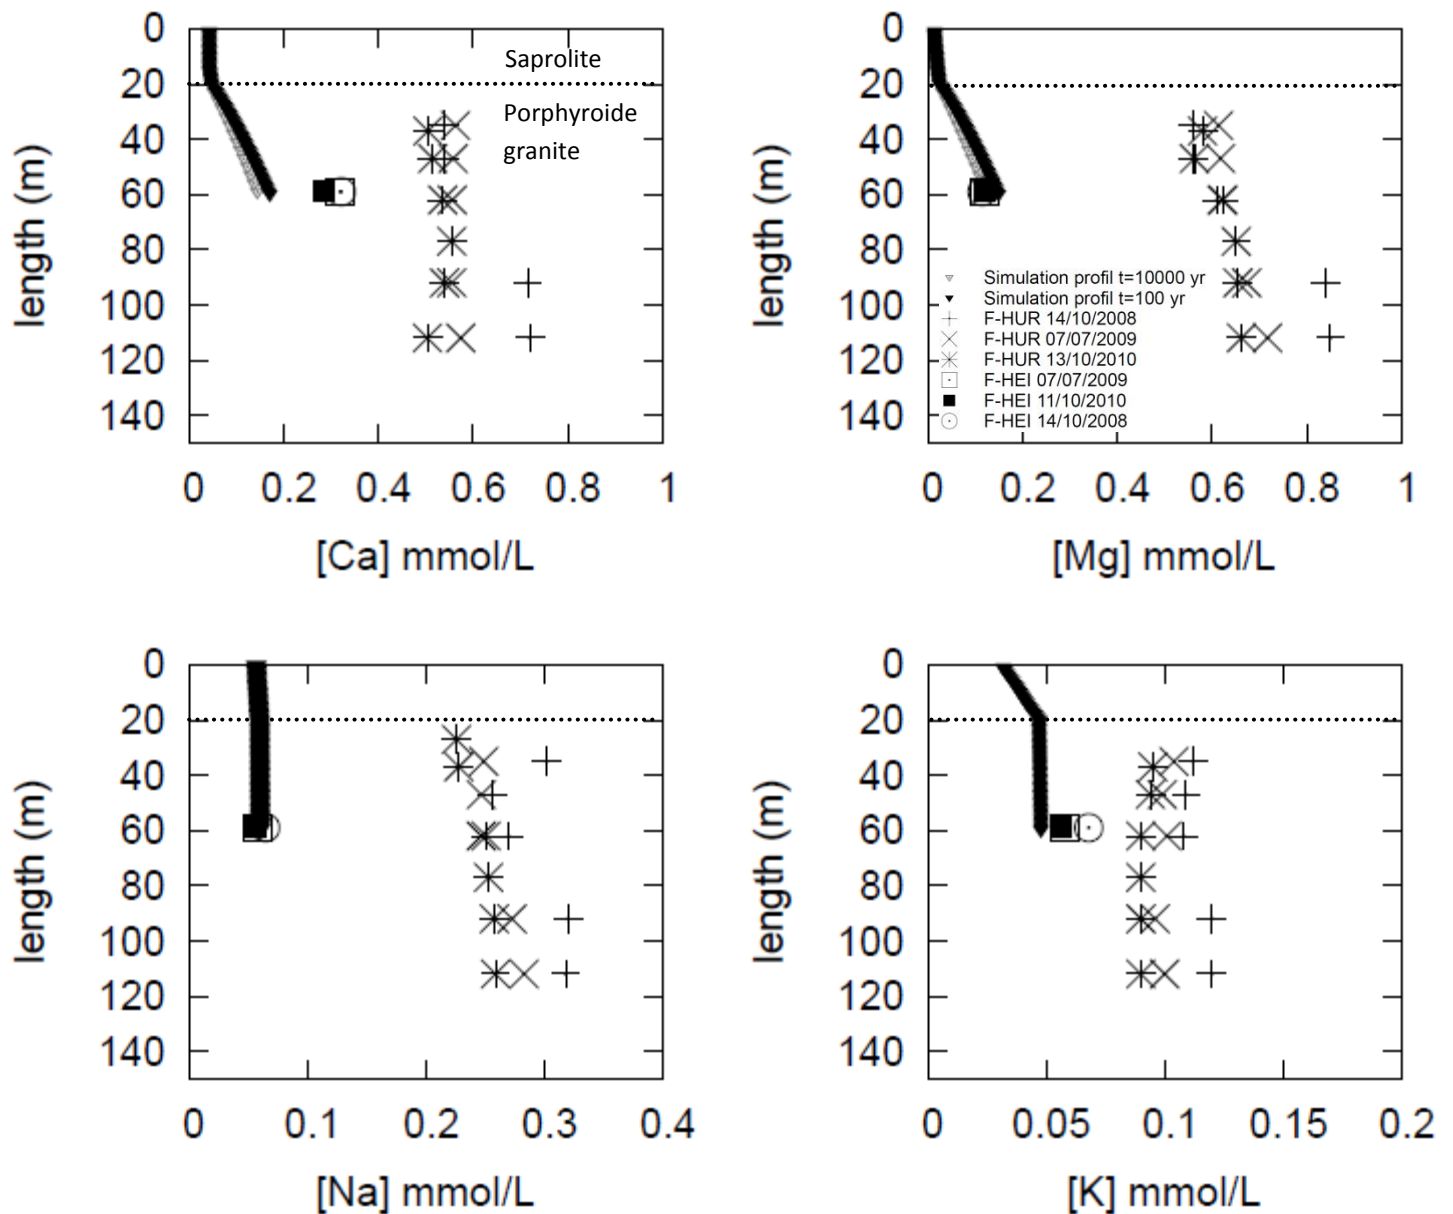 0
20
40
60
80
100
120
140
length (m)
Saprolite
Porphyroide
granite
0 0.2 0.4 0.6 0.8 1
[Ca] mmol/L
0
20
40
60
80
100
120
140
length (m)
Simulation profil t=10000 yr
Simulation profil t=100 yr
F-HUR 14/10/2008
F-HUR 07/07/2009
F-HUR 13/10/2010
F-HEI 07/07/2009
F-HEI 11/10/2010
F-HEI 14/10/2008
0 0.2 0.4 0.6 0.8 1
[Mg] mmol/L
0
20
40
60
80
100
120
140
length (m)
0 0.1 0.2 0.3 0.4
[Na] mmol/L
0
20
40
60
80
100
120
140
length (m)
0 0.05 0.1 0.15 0.2
[K] mmol/L